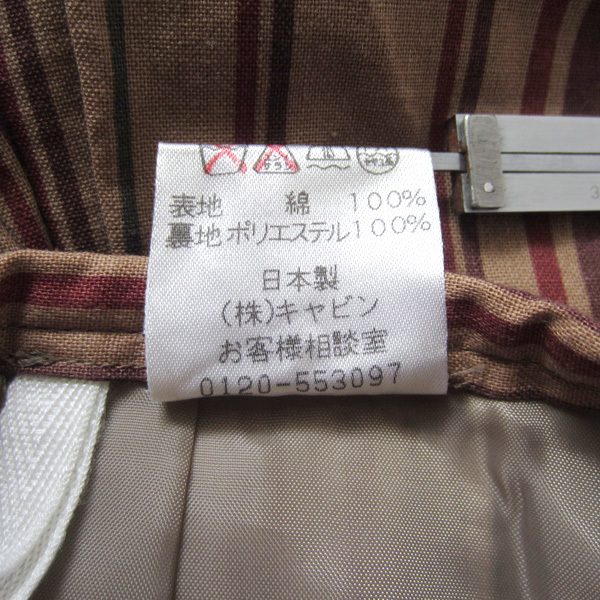 表地 綿 100%
裏地 ポリエステル100%
日本製
(株)キャビン
お客様相談室
0120-553097
3